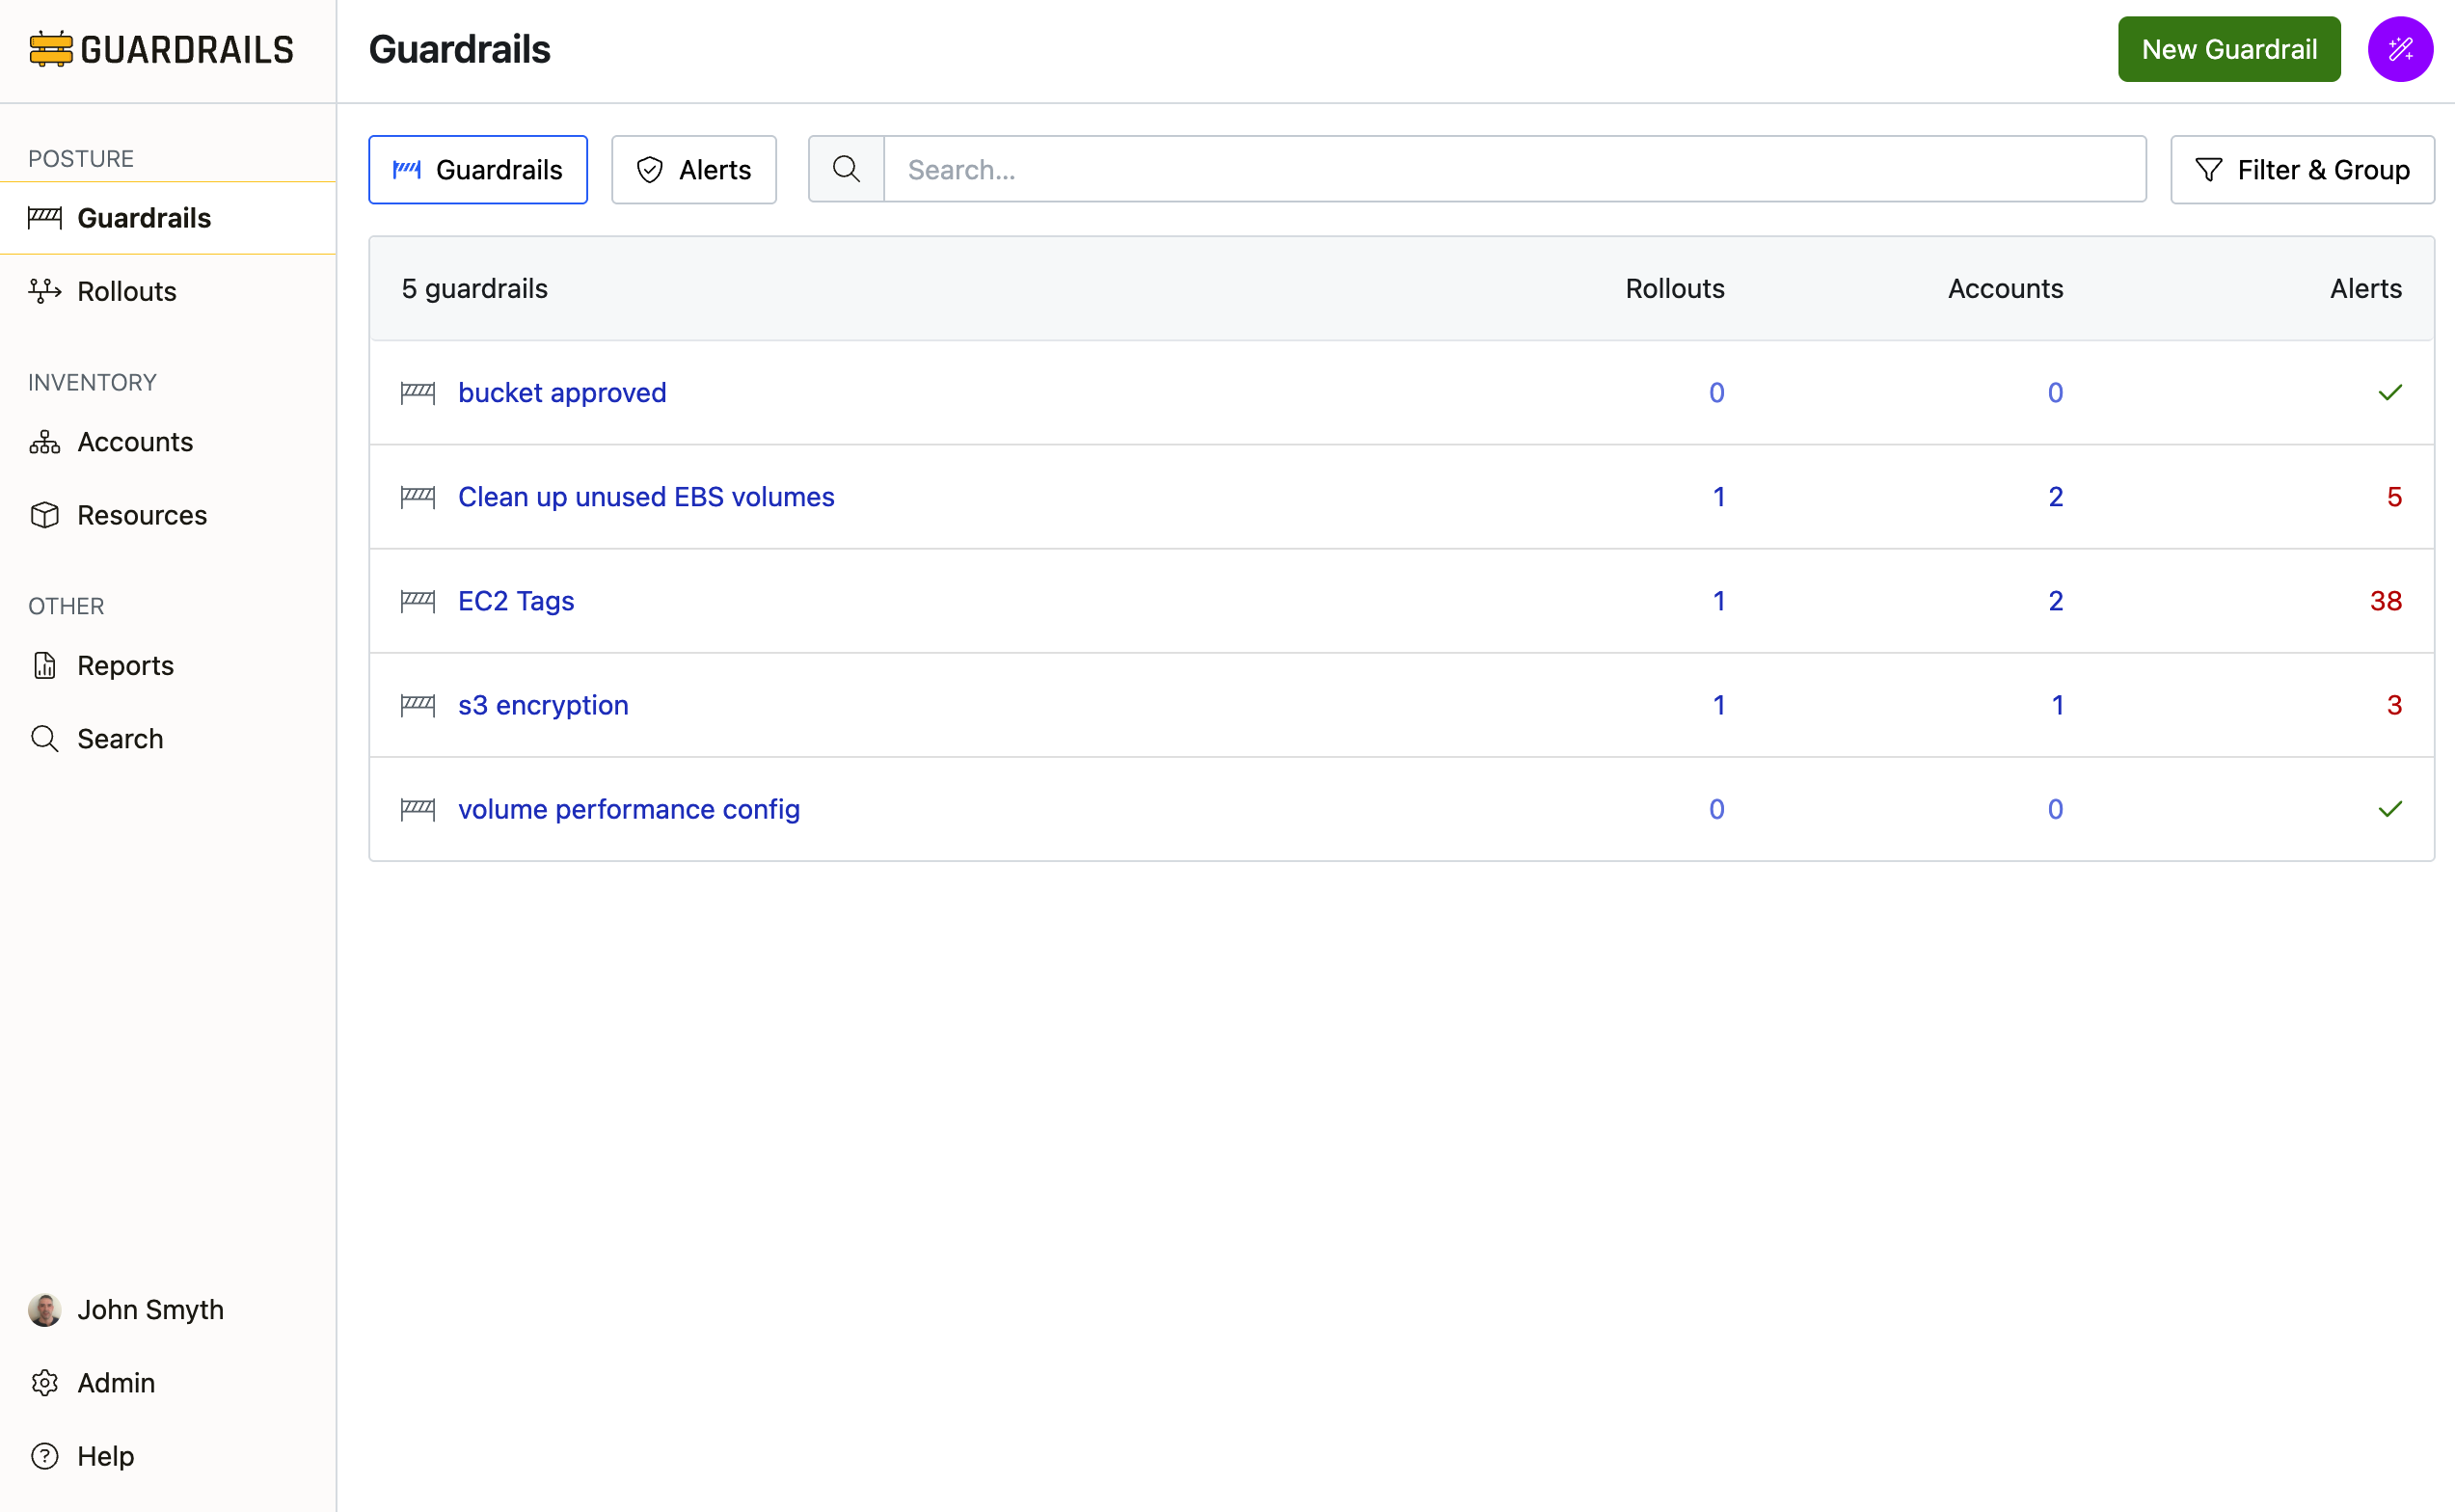 GUARDRAILS
Guardrails
New Guardrail
POSTURE
Guardrails
Rollouts
INVENTORY
Accounts
Resources
OTHER
Reports
Search
John Smyth
Admin
Help
Guardrails
Alerts
Search...
Filter & Group
5 guardrails Rollouts Accounts Alerts
bucket approved 0 0
Clean up unused EBS volumes 1 2 5
EC2 Tags 1 2 38
s3 encryption 1 1 3
volume performance config 0 0